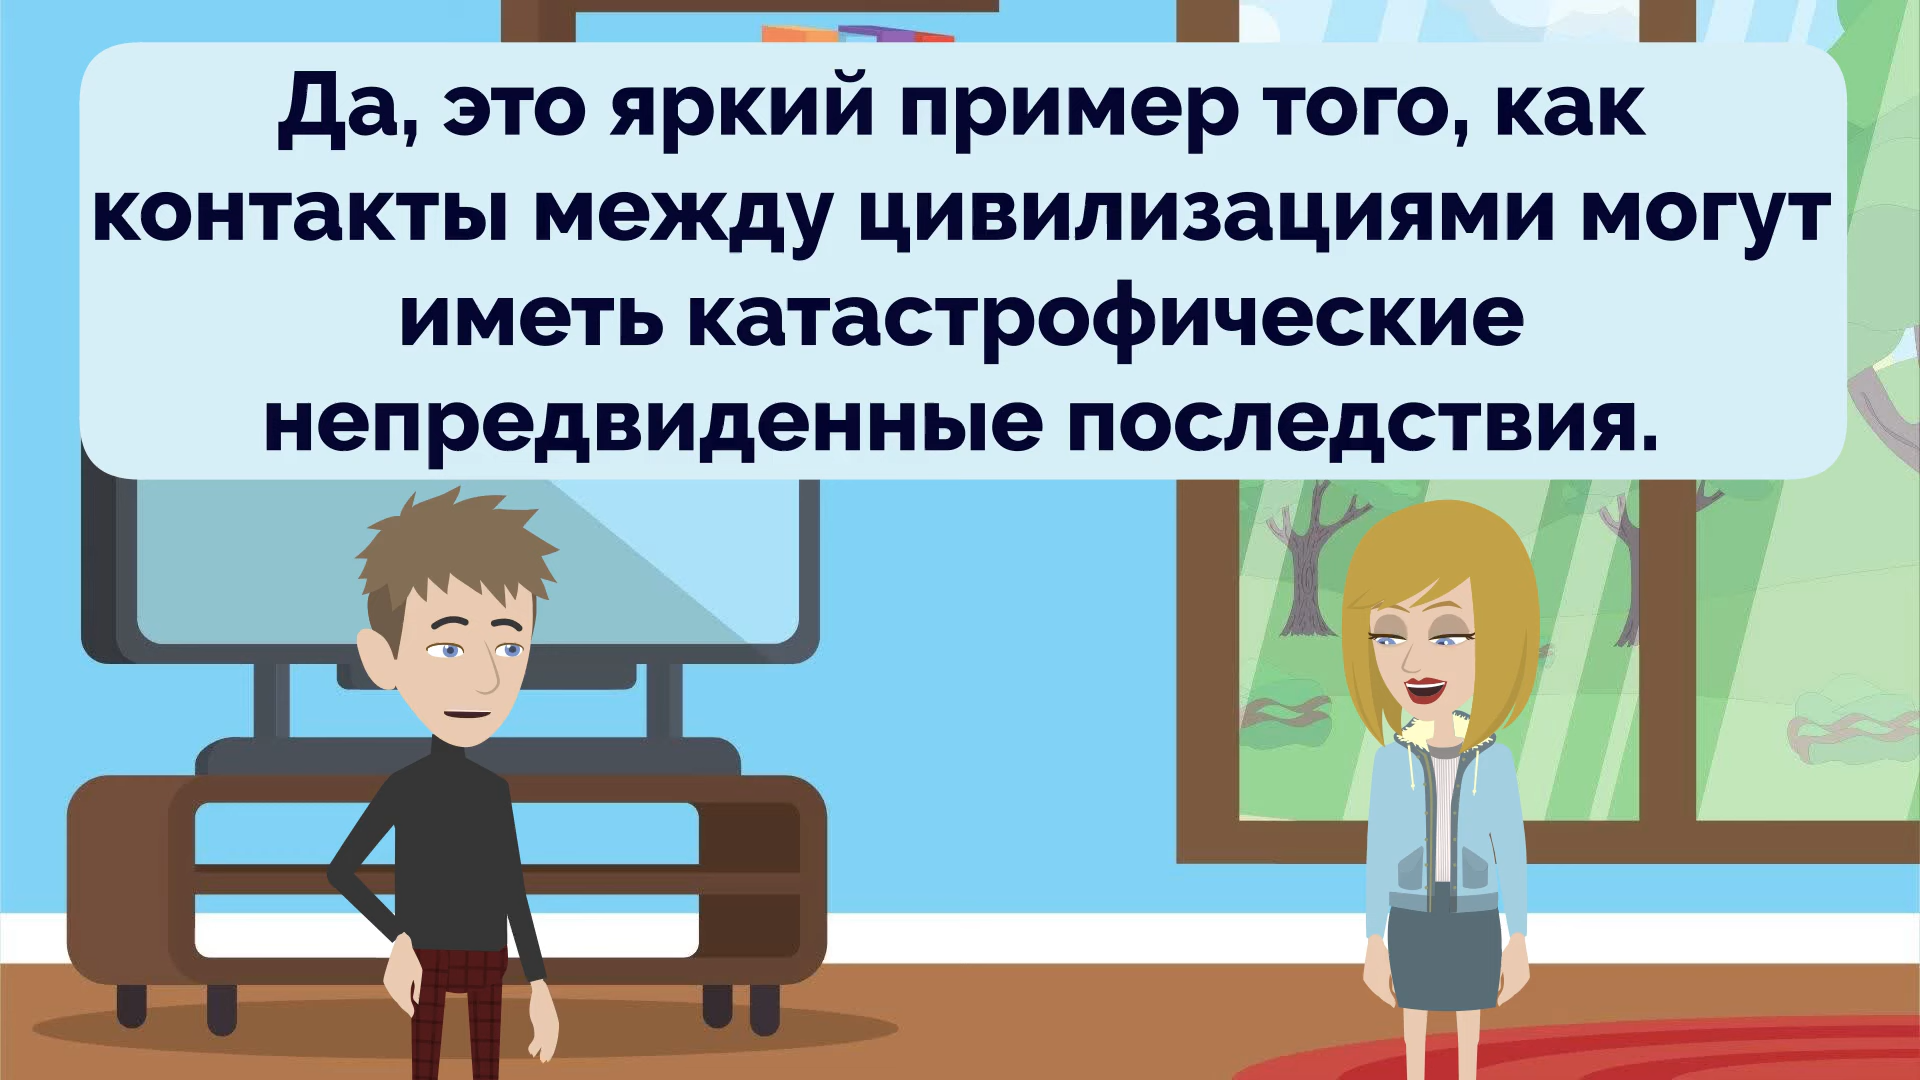 Да, это яркий пример того, как
контакты между цивилизациями могут
иметь катастрофические
непредвиденные последствия.